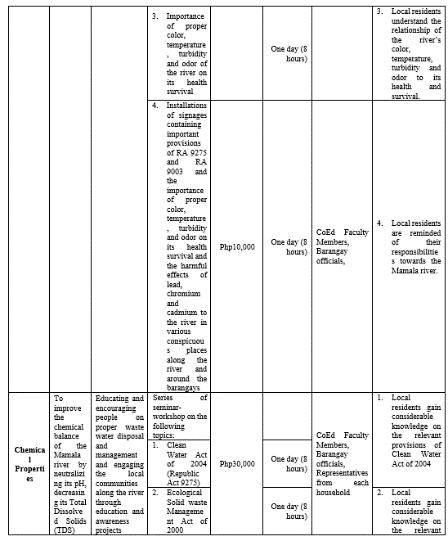 3. Importance
of proper
color,
temperature
, turbidity
and odor of
the river on
its health
survival
One day (8
hours)
3. Local residents
understand the
relationship of
the river's
color,
temperature,
turbidity and
odor to its
health and
survival.
4. Installations
of signages
containing
important
provisions
of RA 9275
and RA
9003 and
the
importance
of proper
color,
temperature
, turbidity
and odor on
its health
survival and
the harmful
effects of
lead,
chromium
and
cadmium to
the river in
various
conspicuou
s places
along the
river and
around the
barangays
Php10,000
One day (8
hours)
CoEd Faculty
Members,
Barangay
officials,
4. Local residents
are reminded
of their
responsibilitie
s towards the
Mamala river.
Chemica
l
Properti
es
To
improve
the
chemical
balance
of the
Mamala
river by
neutralizi
ng its pH,
decreasin
g its Total
Dissolve
d Solids
(TDS)
Educating and
encouraging
people on
proper waste
water disposal
and
management
and engaging
the local
communities
along the river
through
education and
awareness
projects
Series of
seminar-
workshop on the
following
topics:
1. Clean
Water Act
of 2004
(Republic
Act 9275)
2. Ecological
Solid waste
Manageme
nt Act of
2000
Php30,000
One day (8
hours)
One day (8
hours)
CoEd Faculty
Members,
Barangay
officials,
Representatives
from each
household
1. Local
residents gain
considerable
knowledge on
the relevant
provisions of
Clean Water
Act of 2004
2. Local
residents gain
considerable
knowledge on
the relevant